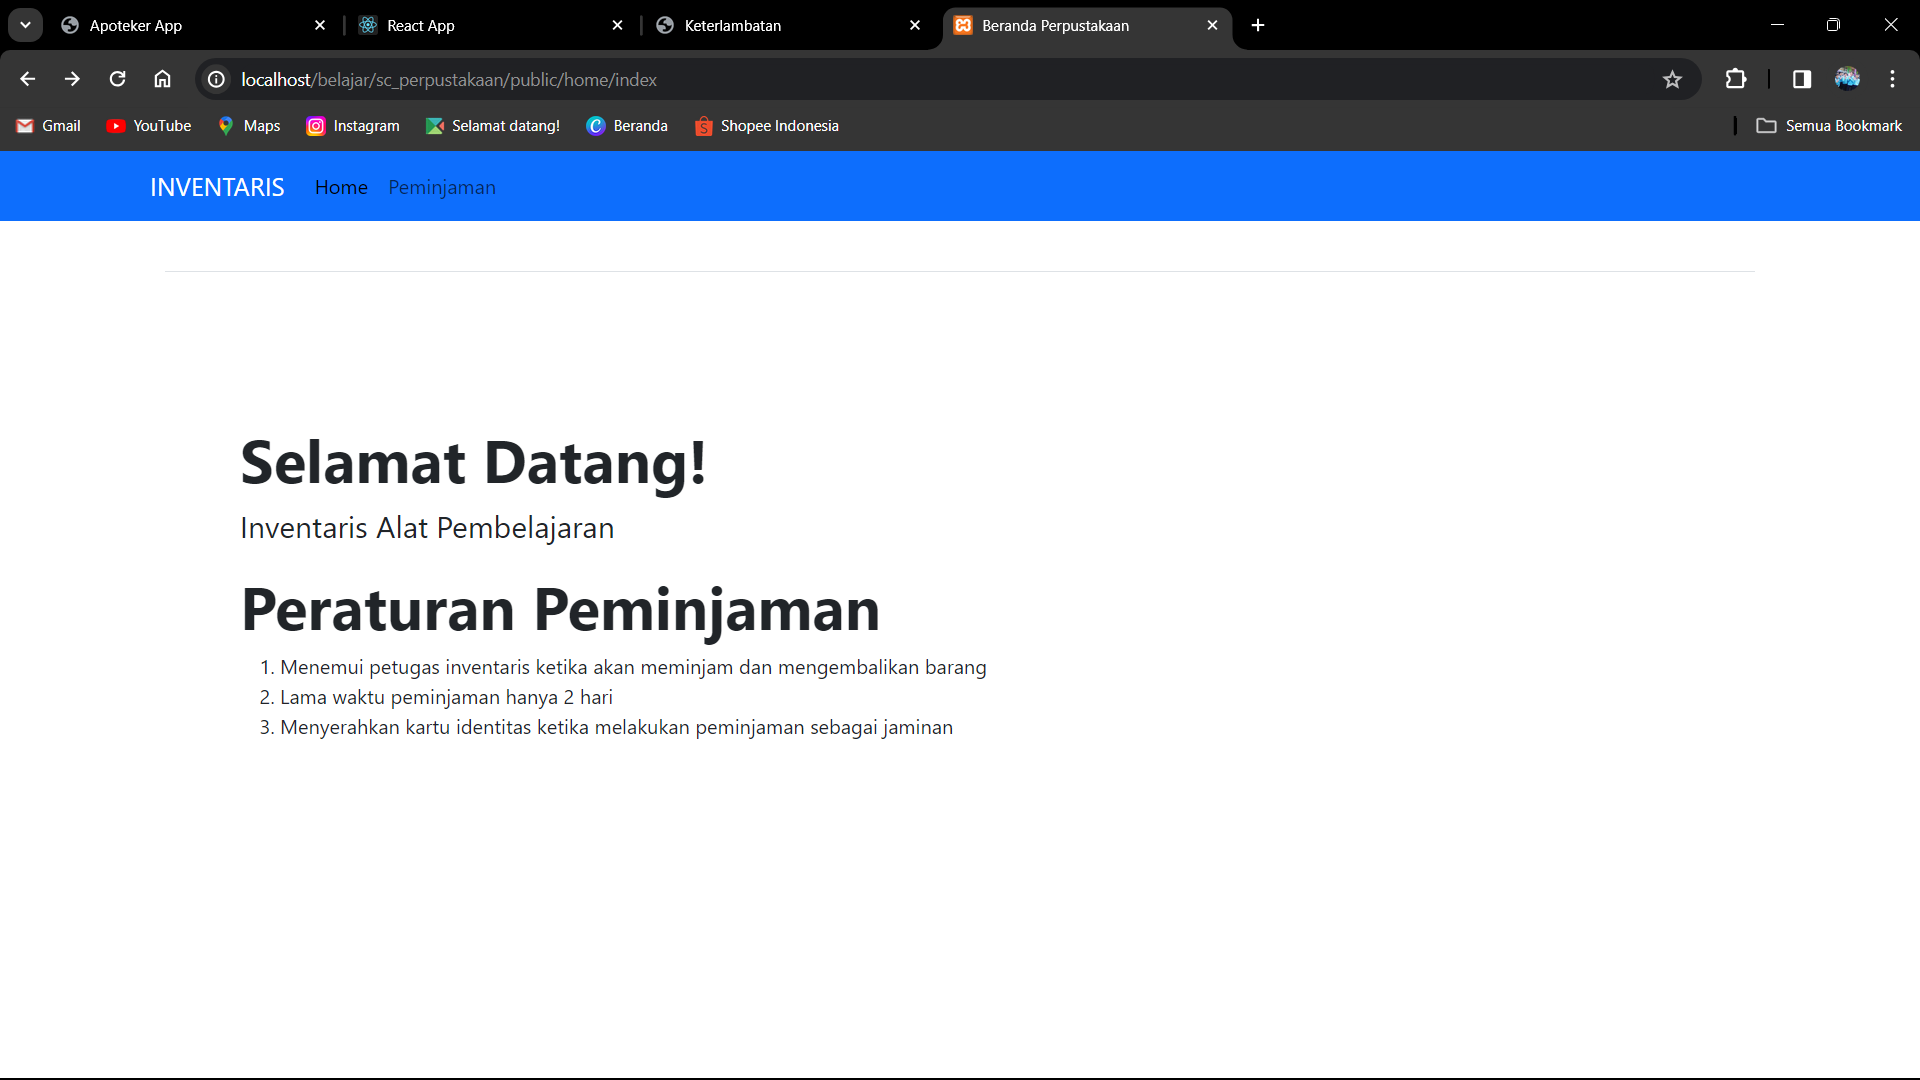 Apoteker App
React App
Keterlambatan
Beranda Perpustakaan
localhost/belajar/sc_perpustakaan/public/home/index
Gmail
YouTube
Maps
Instagram
Selamat datang!
Beranda
Shopee Indonesia
Semua Bookmark
INVENTARIS
Home
Peminjaman
Selamat Datang!
Inventaris Alat Pembelajaran
Peraturan Peminjaman
1. Menemui petugas inventaris ketika akan meminjam dan mengembalikan barang
2. Lama waktu peminjaman hanya 2 hari
3. Menyerahkan kartu identitas ketika melakukan peminjaman sebagai jaminan